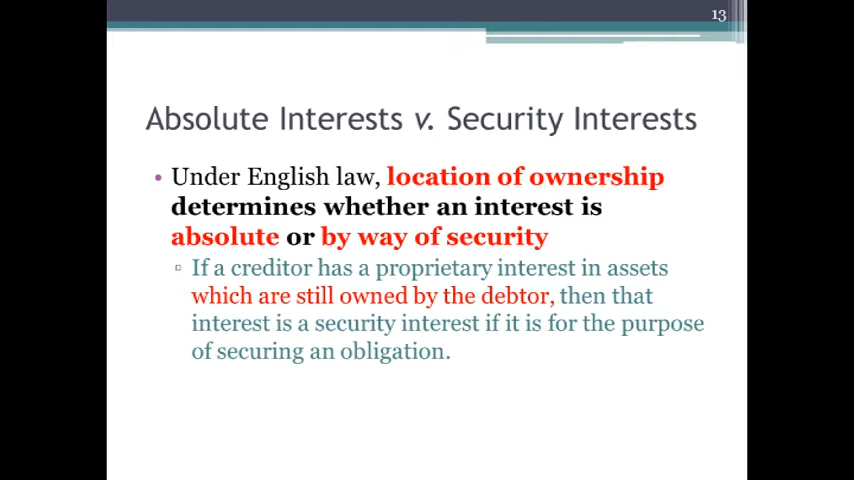 13
Absolute Interests v. Security Interests
• Under English law, location of ownership
determines whether an interest is
absolute or by way of security
▫ If a creditor has a proprietary interest in assets
which are still owned by the debtor, then that
interest is a security interest if it is for the purpose
of securing an obligation.